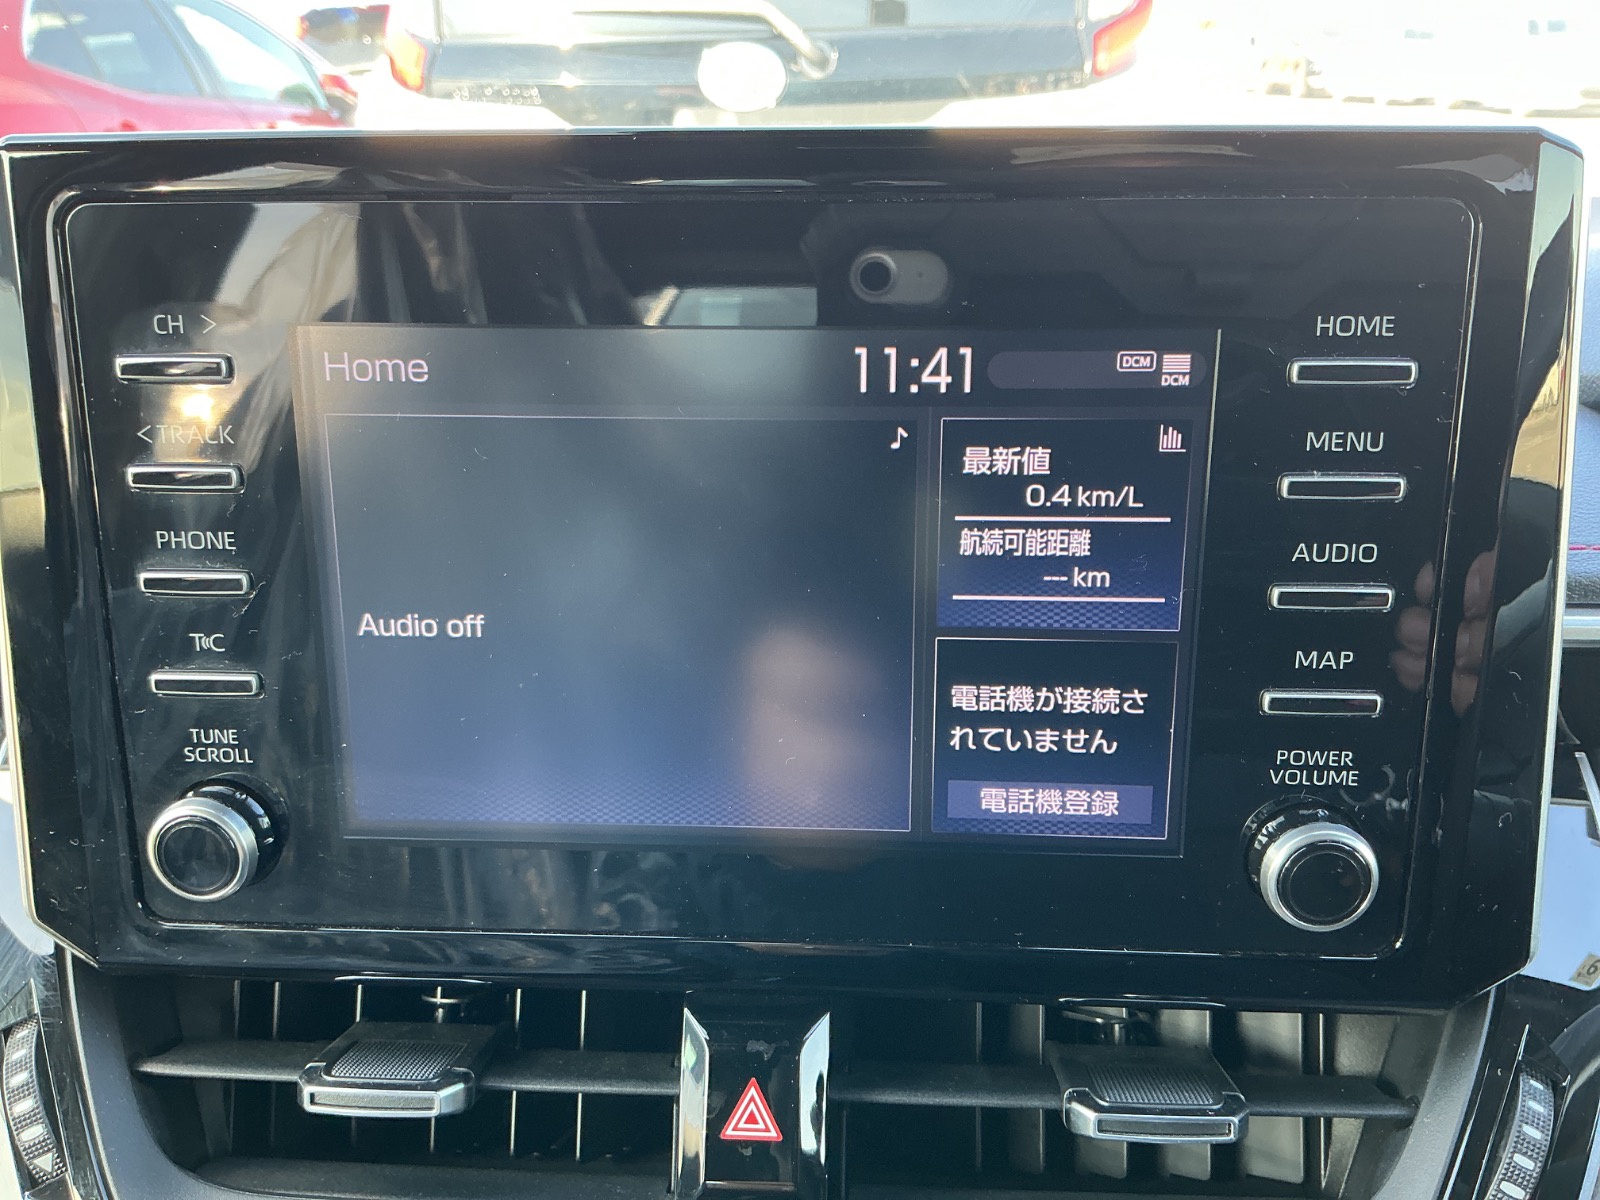 CH >
< TRACK
PHONE
T C
TUNE
SCROLL
Home
11:41
DCM
DCM
Audio off
最新値
0.4 km/L
航続可能距離
--- km
電話機が接続さ
れていません
電話機登録
HOME
MENU
AUDIO
MAP
POWER
VOLUME
6